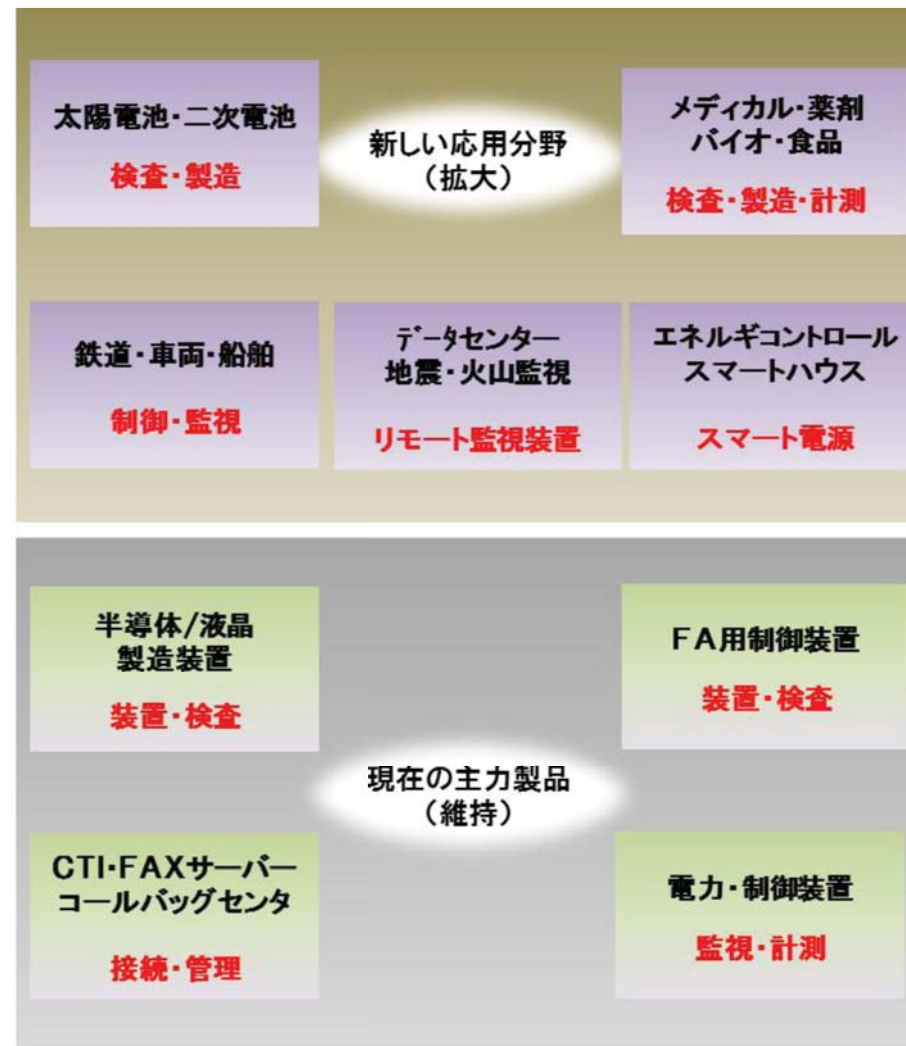 太陽電池・二次電池
検査・製造
新しい応用分野
（拡大）
メディカル・薬剤
バイオ・食品
検査・製造・計測
鉄道・車両・船舶
制御・監視
データセンター
地震・火山監視
リモート監視装置
エネルギコントロール
スマートハウス
スマート電源
半導体/液晶
製造装置
装置・検査
FA用制御装置
装置・検査
現在の主力製品
（維持）
CTI・FAXサーバー
コールバッグセンタ
接続・管理
電力・制御装置
監視・計測